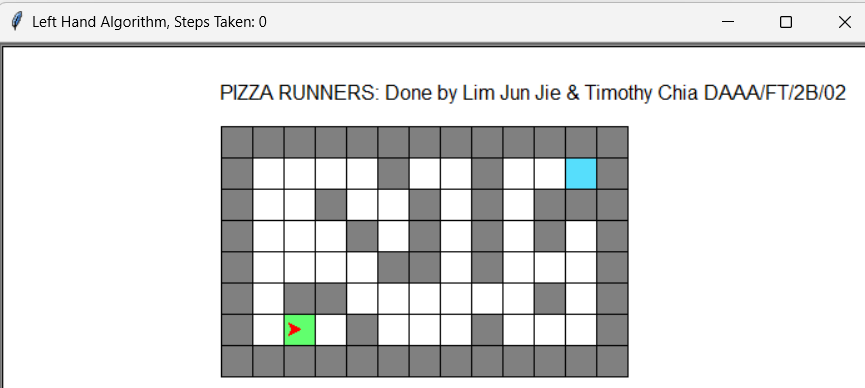 Left Hand Algorithm, Steps Taken: 0
PIZZA RUNNERS: Done by Lim Jun Jie & Timothy Chia DAAA/FT/2B/02